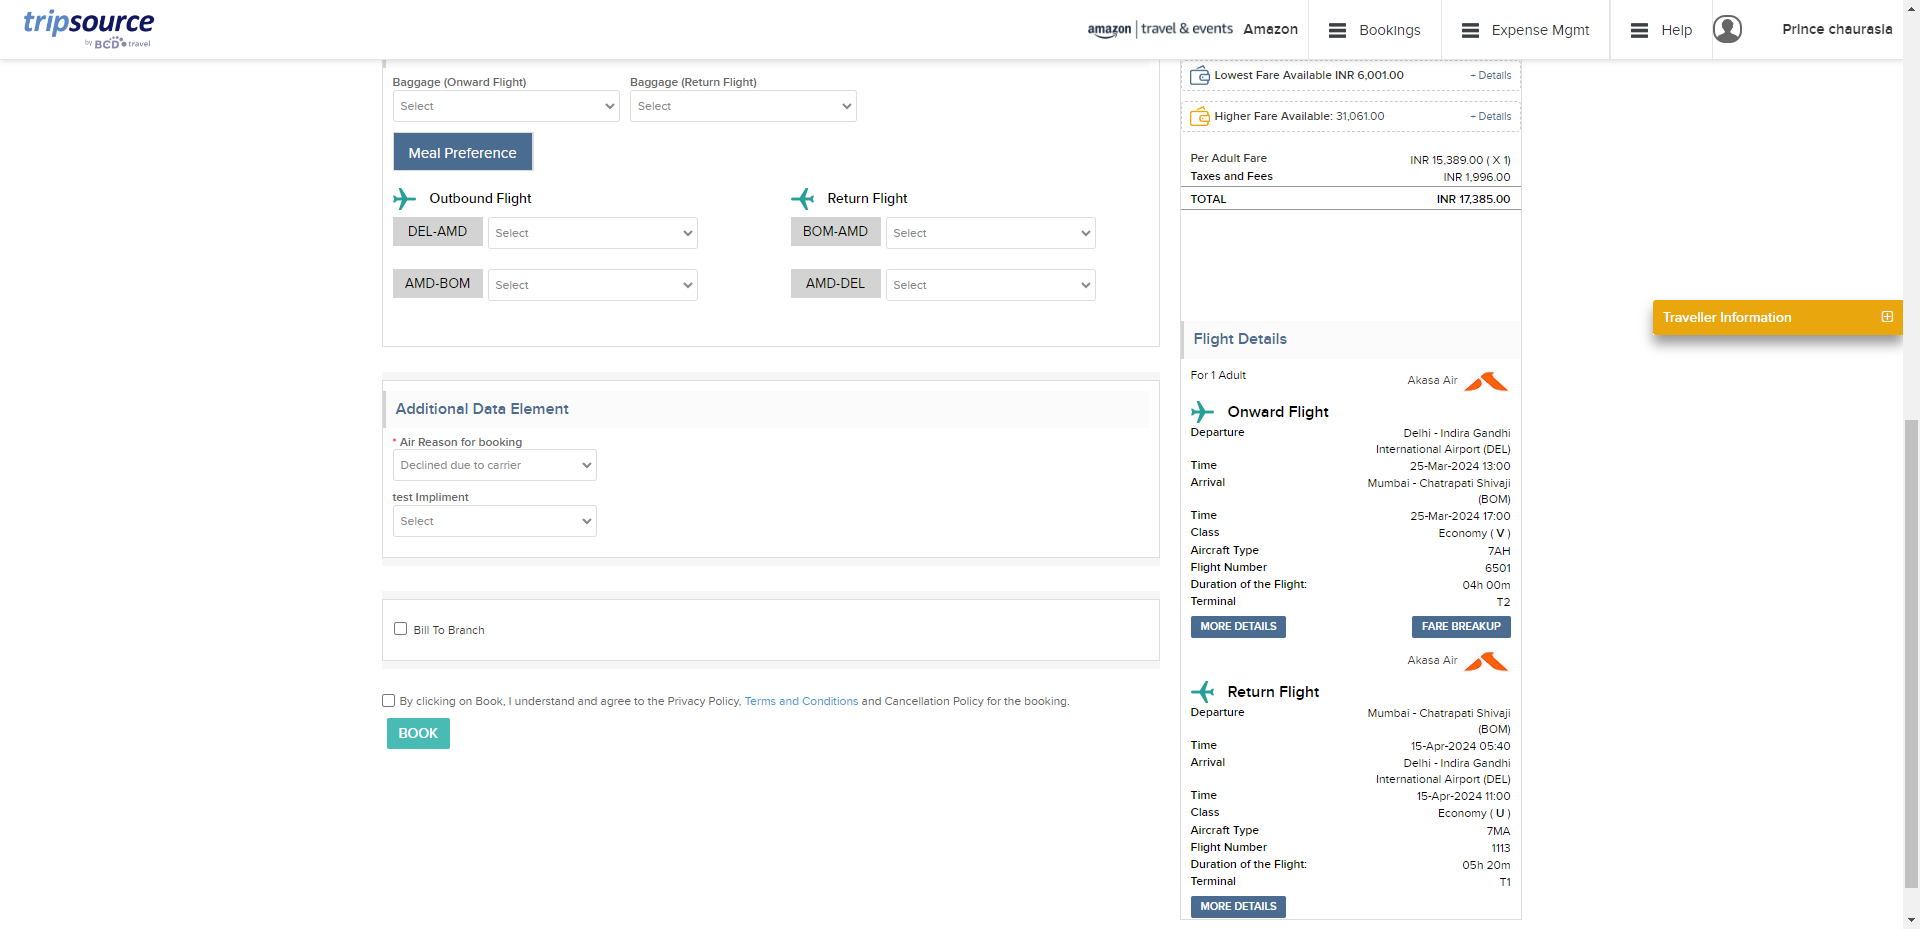 tripsource
by BCD travel
amazon | travel & events Amazon
Bookings
Expense Mgmt
Help
Prince chaurasia
Baggage (Onward Flight)
Select
Baggage (Return Flight)
Select
Meal Preference
Outbound Flight
DEL-AMD Select
AMD-BOM Select
Return Flight
BOM-AMD Select
AMD-DEL Select
Additional Data Element
* Air Reason for booking
Declined due to carrier
test Impliment
Select
Bill To Branch
By clicking on Book, I understand and agree to the Privacy Policy, Terms and Conditions and Cancellation Policy for the booking.
BOOK
Lowest Fare Available INR 6,001.00 + Details
Higher Fare Available: 31,061.00 + Details
Per Adult Fare INR 15,389.00 ( X 1)
Taxes and Fees INR 1,996.00
TOTAL INR 17,385.00
Flight Details
For 1 Adult Akasa Air
Onward Flight
Departure Delhi - Indira Gandhi
International Airport (DEL)
Time 25-Mar-2024 13:00
Arrival Mumbai - Chatrapati Shivaji
(BOM)
Time 25-Mar-2024 17:00
Class Economy ( V )
Aircraft Type 7AH
Flight Number 6501
Duration of the Flight: 04h 00m
Terminal T2
MORE DETAILS FARE BREAKUP
Akasa Air
Return Flight
Departure Mumbai - Chatrapati Shivaji
(BOM)
Time 15-Apr-2024 05:40
Arrival Delhi - Indira Gandhi
International Airport (DEL)
Time 15-Apr-2024 11:00
Class Economy ( U )
Aircraft Type 7MA
Flight Number 1113
Duration of the Flight: 05h 20m
Terminal T1
MORE DETAILS
Traveller Information